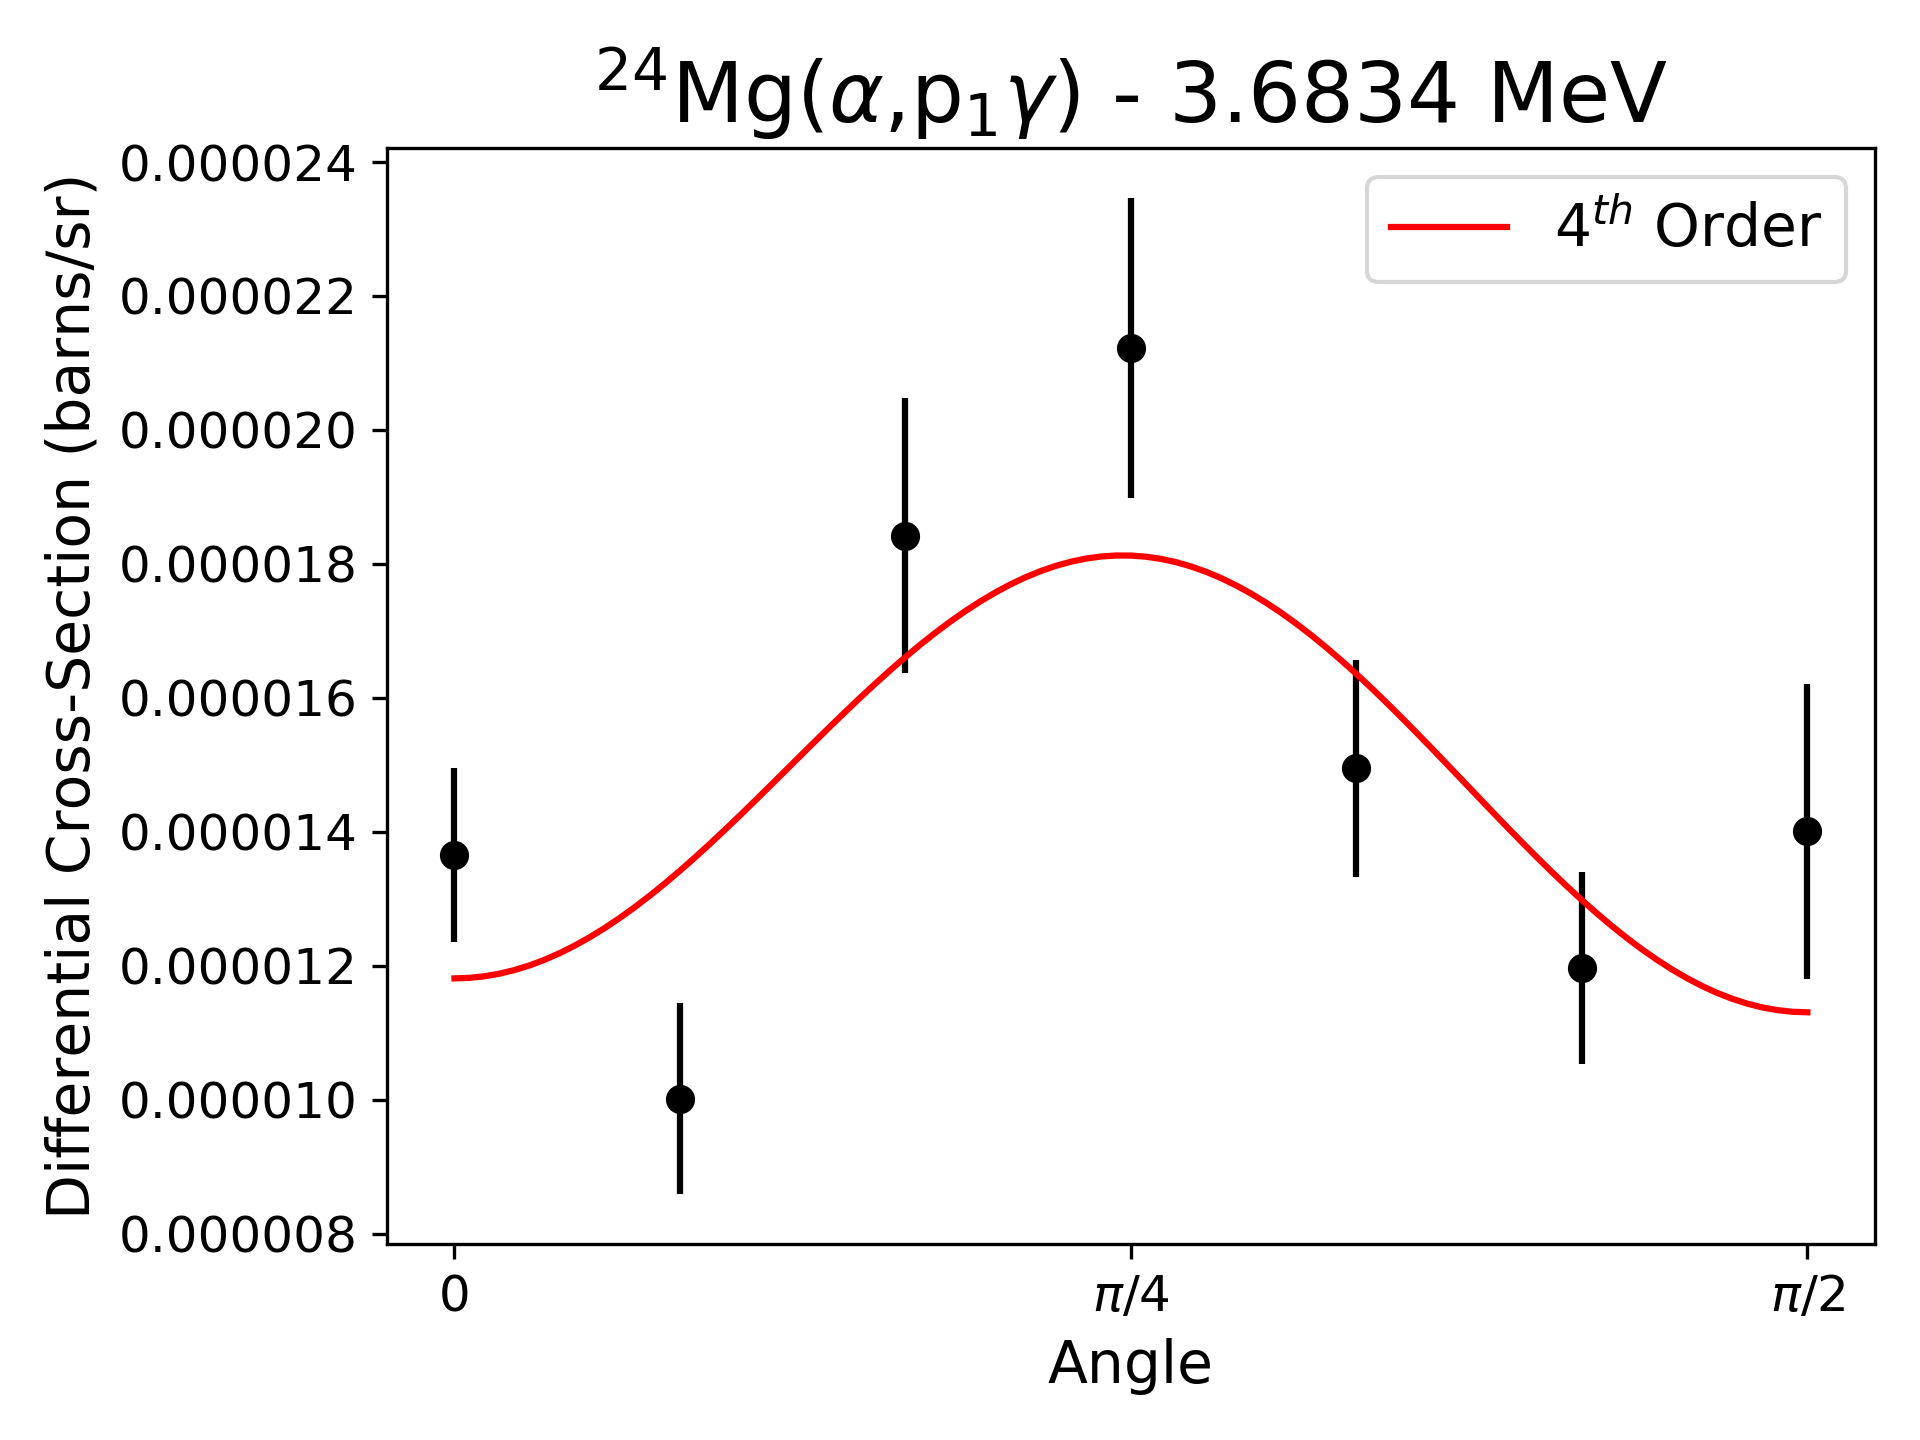 ²⁴Mg(α,p₁γ) - 3.6834 MeV
4ᵗʰ Order
Differential Cross-Section (barns/sr)
0.000024
0.000022
0.000020
0.000018
0.000016
0.000014
0.000012
0.000010
0.000008
0 π/4 π/2
Angle